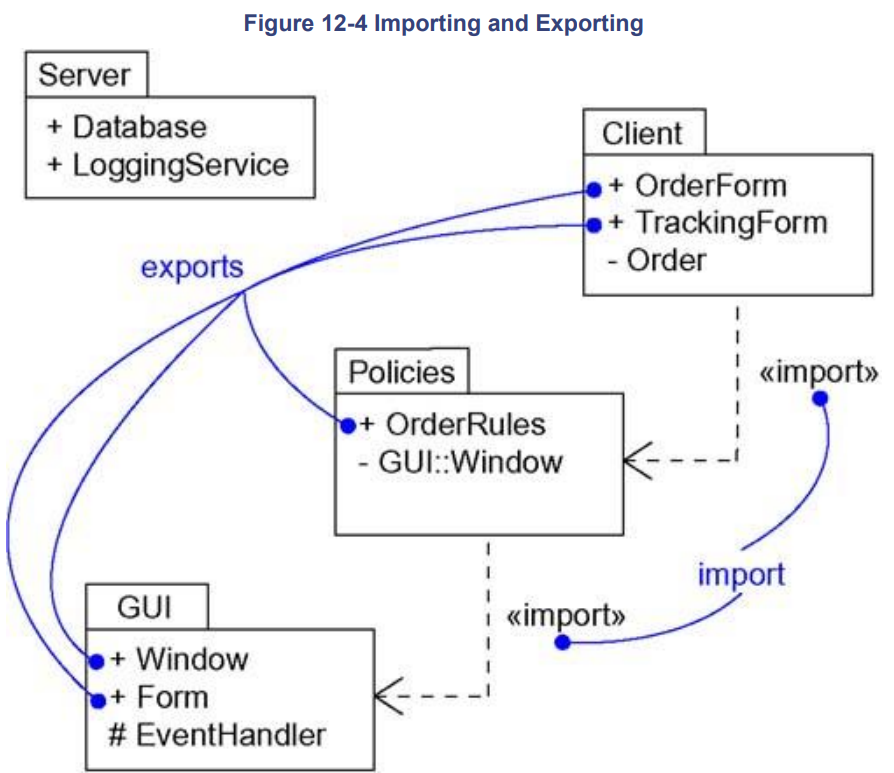 Figure 12-4 Importing and Exporting
Server
+ Database
+ LoggingService
Client
+ OrderForm
+ TrackingForm
- Order
exports
Policies
+ OrderRules
- GUI::Window
«import»
import
«import»
GUI
+ Window
+ Form
# EventHandler